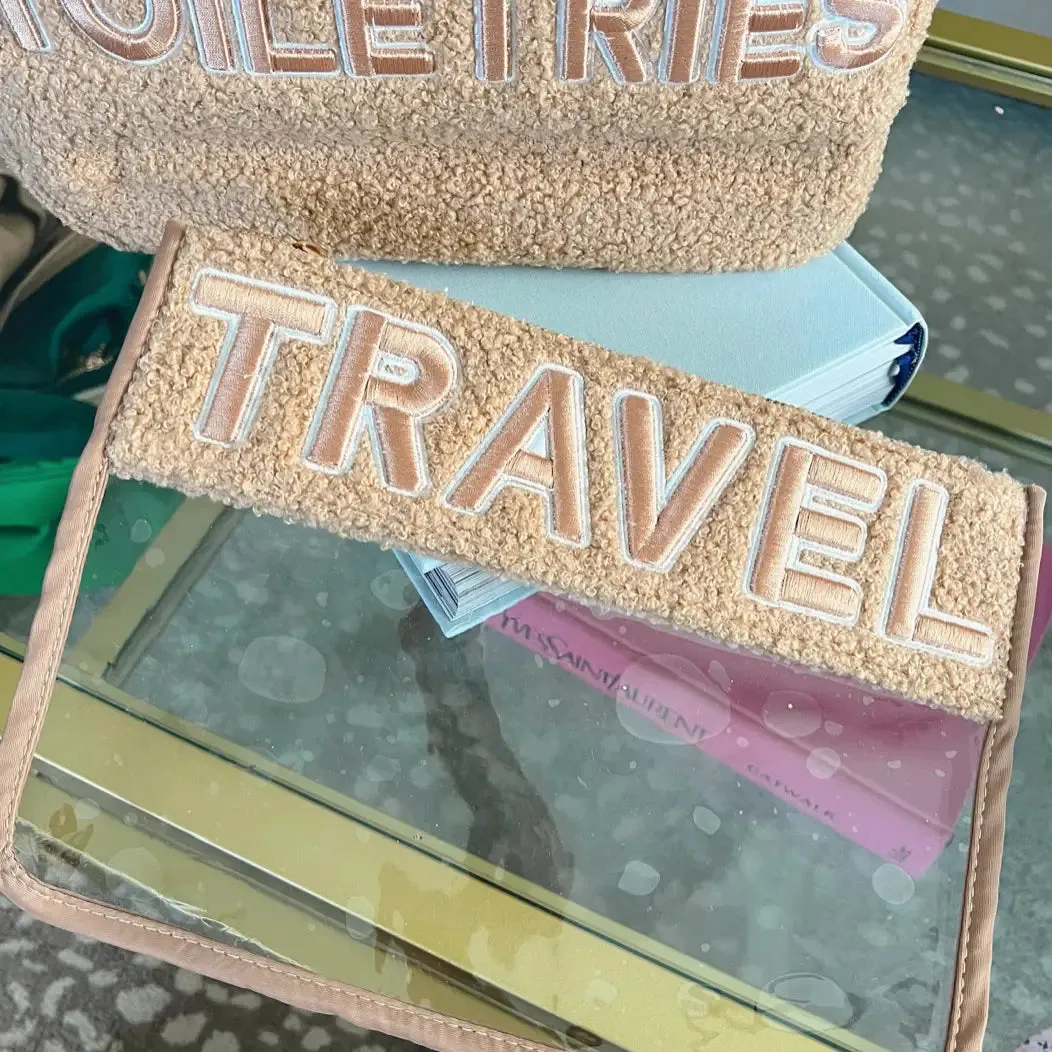 TOILETRIES
TRAVEL
YVES SAINT LAURENT
CATWALK